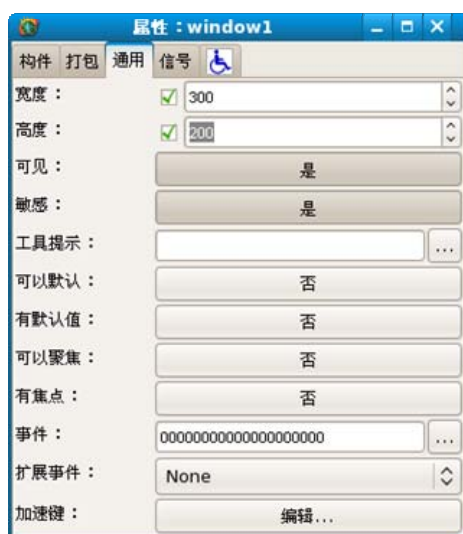 属性：window1
构件 打包 通用 信号
宽度： 300
高度： 200
可见： 是
敏感： 是
工具提示： ...
可以默认： 否
有默认值： 否
可以聚焦： 否
有焦点： 否
事件： 00000000000000000000 ...
扩展事件： None
加速键： 编辑...